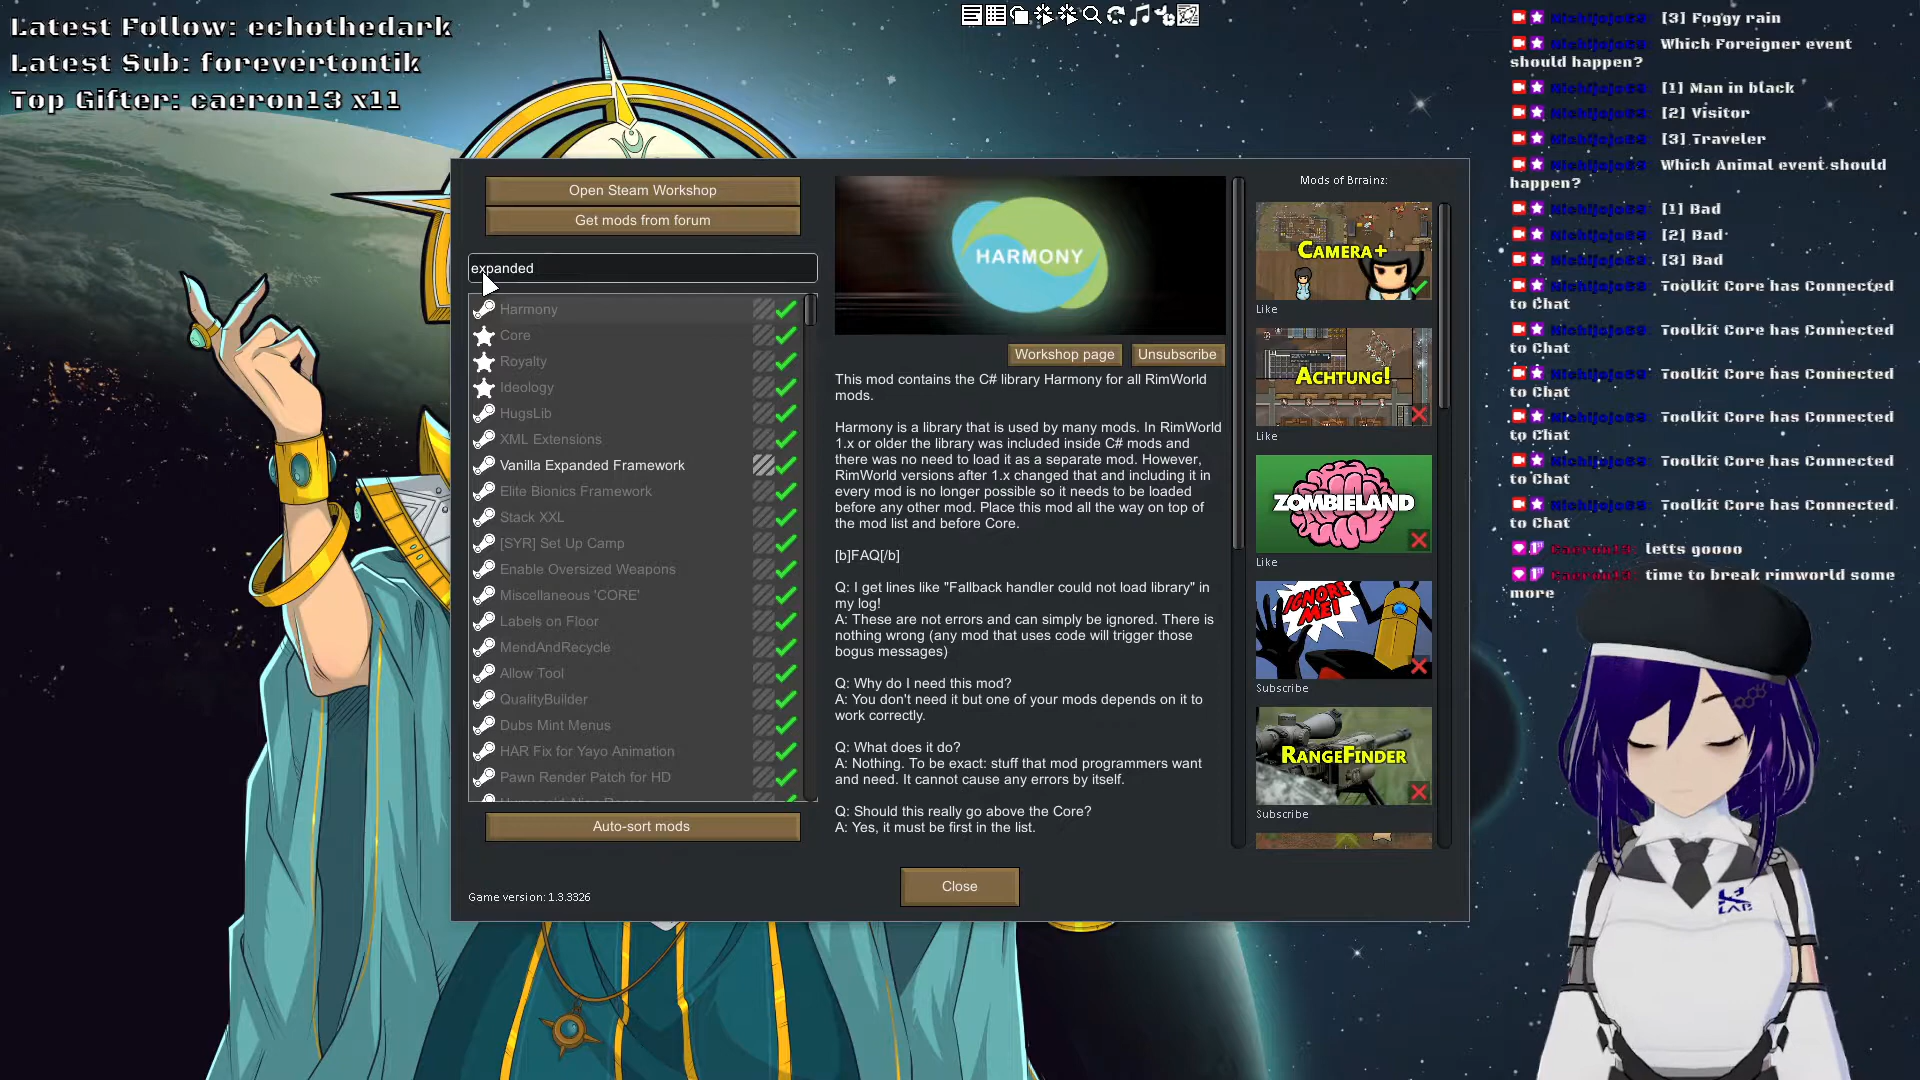 Latest Follow: echothedark
Latest Sub: forevertontik
Top Gifter: caeron13 x11
Open Steam Workshop
Get mods from forum
expanded
Harmony
Core
Royalty
Ideology
HugsLib
XML Extensions
Vanilla Expanded Framework
Elite Bionics Framework
Stack XXL
[SYR] Set Up Camp
Enable Oversized Weapons
Miscellaneous 'CORE'
Labels on Floor
MendAndRecycle
Allow Tool
QualityBuilder
Dubs Mint Menus
HAR Fix for Yayo Animation
Pawn Render Patch for HD
Auto-sort mods
Game version: 1.3.3326
HARMONY
Workshop page
Unsubscribe
This mod contains the C# library Harmony for all RimWorld
mods.
Harmony is a library that is used by many mods. In RimWorld
1.x or older the library was included inside C# mods and
there was no need to load it as a separate mod. However,
RimWorld versions after 1.x changed that and including it in
every mod is no longer possible so it needs to be loaded
before any other mod. Place this mod all the way on top of
the mod list and before Core.
[b]FAQ[/b]
Q: I get lines like "Fallback handler could not load library" in
my log!
A: These are not errors and can simply be ignored. There is
nothing wrong (any mod that uses code will trigger those
bogus messages)
Q: Why do I need this mod?
A: You don't need it but one of your mods depends on it to
work correctly.
Q: What does it do?
A: Nothing. To be exact: stuff that mod programmers want
and need. It cannot cause any errors by itself.
Q: Should this really go above the Core?
A: Yes, it must be first in the list.
Close
Mods of Brrainz:
CAMERA+
Like
ACHTUNG!
Like
ZOMBIELAND
Like
IGNORE ME!
Subscribe
RANGEFINDER
Subscribe
[3] Foggy rain
Which Foreigner event
should happen?
[1] Man in black
[2] Visitor
[3] Traveler
Which Animal event should
happen?
[1] Bad
[2] Bad
[3] Bad
Toolkit Core has Connected
to Chat
Toolkit Core has Connected
to Chat
Toolkit Core has Connected
to Chat
Toolkit Core has Connected
to Chat
Toolkit Core has Connected
to Chat
Toolkit Core has Connected
to Chat
Caeron13: letts goooo
Caeron13: time to break rimworld some
more
LAB